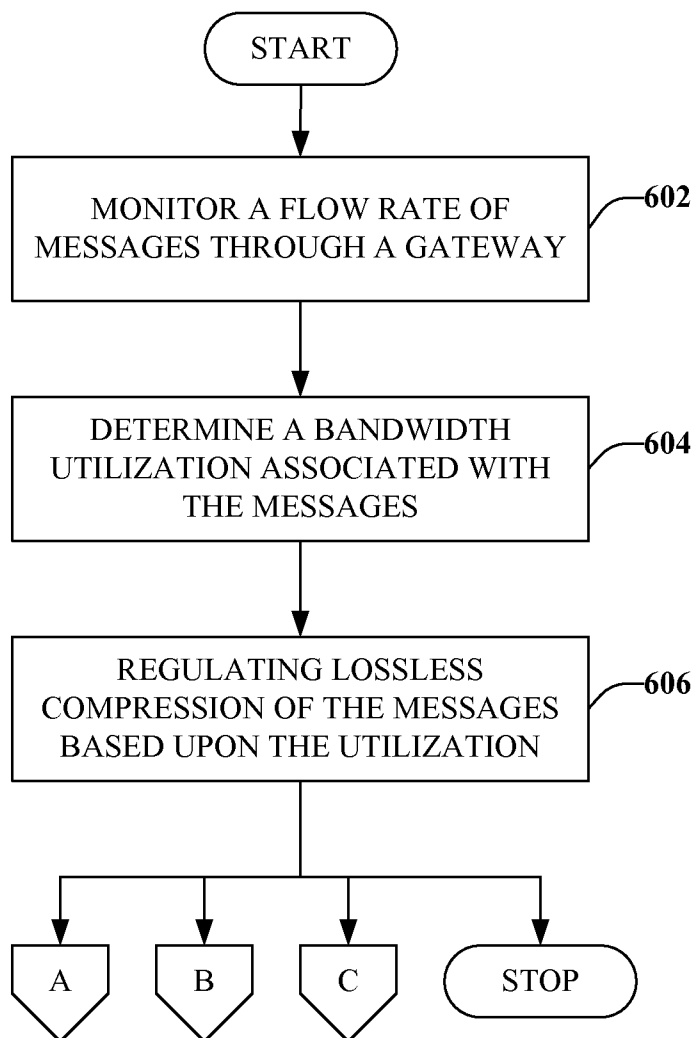 START
MONITOR A FLOW RATE OF
MESSAGES THROUGH A GATEWAY
602
DETERMINE A BANDWIDTH
UTILIZATION ASSOCIATED WITH
THE MESSAGES
604
REGULATING LOSSLESS
COMPRESSION OF THE MESSAGES
BASED UPON THE UTILIZATION
606
A
B
C
STOP